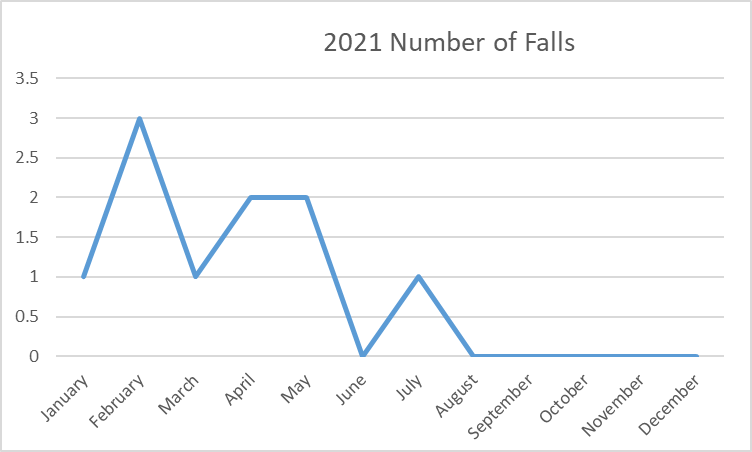 2021 Number of Falls
3.5
3
2.5
2
1.5
1
0.5
0
January
February
March
April
May
June
July
August
September
October
November
December